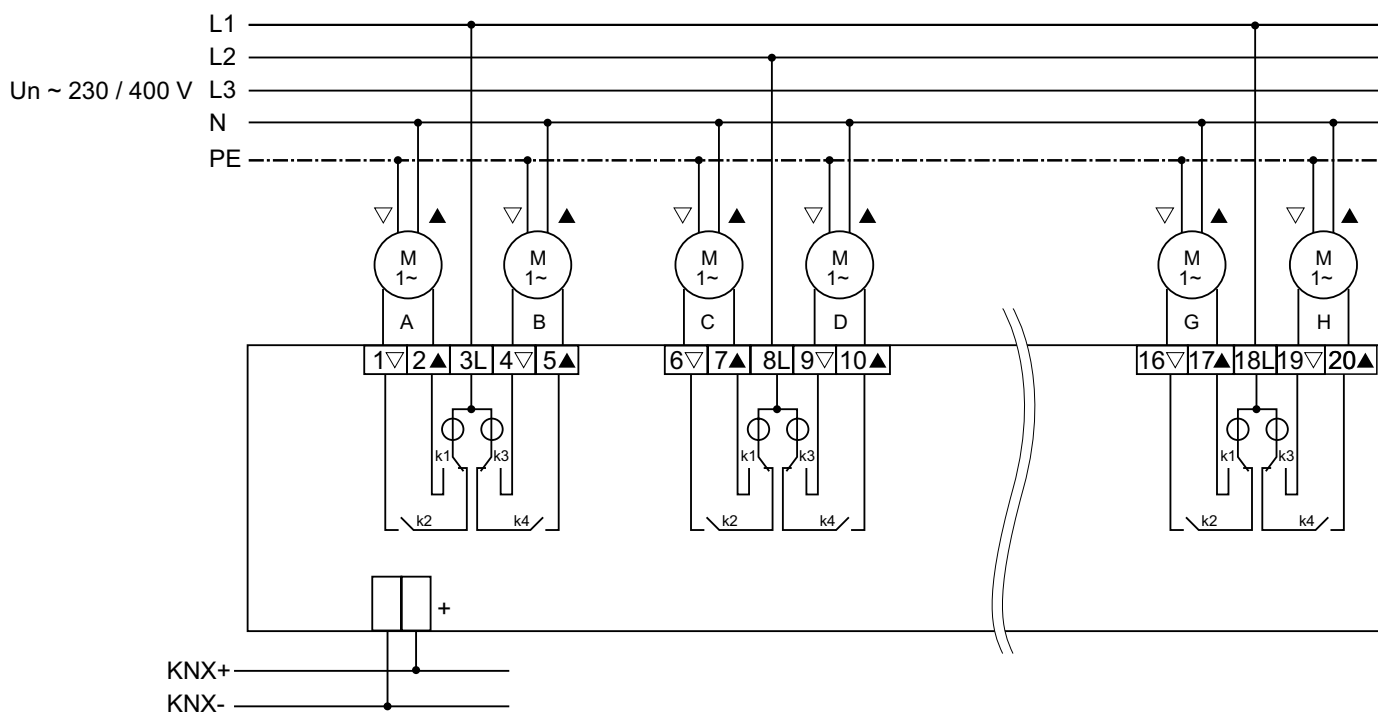 L1
L2
Un ~ 230 / 400 V L3
N
PE
▽ ▲ ▽ ▲ ▽ ▲ ▽ ▲ ▽ ▲ ▽ ▲
M M M M M M
1~ 1~ 1~ 1~ 1~ 1~
A B C D G H
1▽ 2▲ 3L 4▽ 5▲ 6▽ 7▲ 8L 9▽ 10▲ 16▽ 17▲ 18L 19▽ 20▲
k1 k3 k1 k3 k1 k3
k2 k4 k2 k4 k2 k4
+
KNX+
KNX-